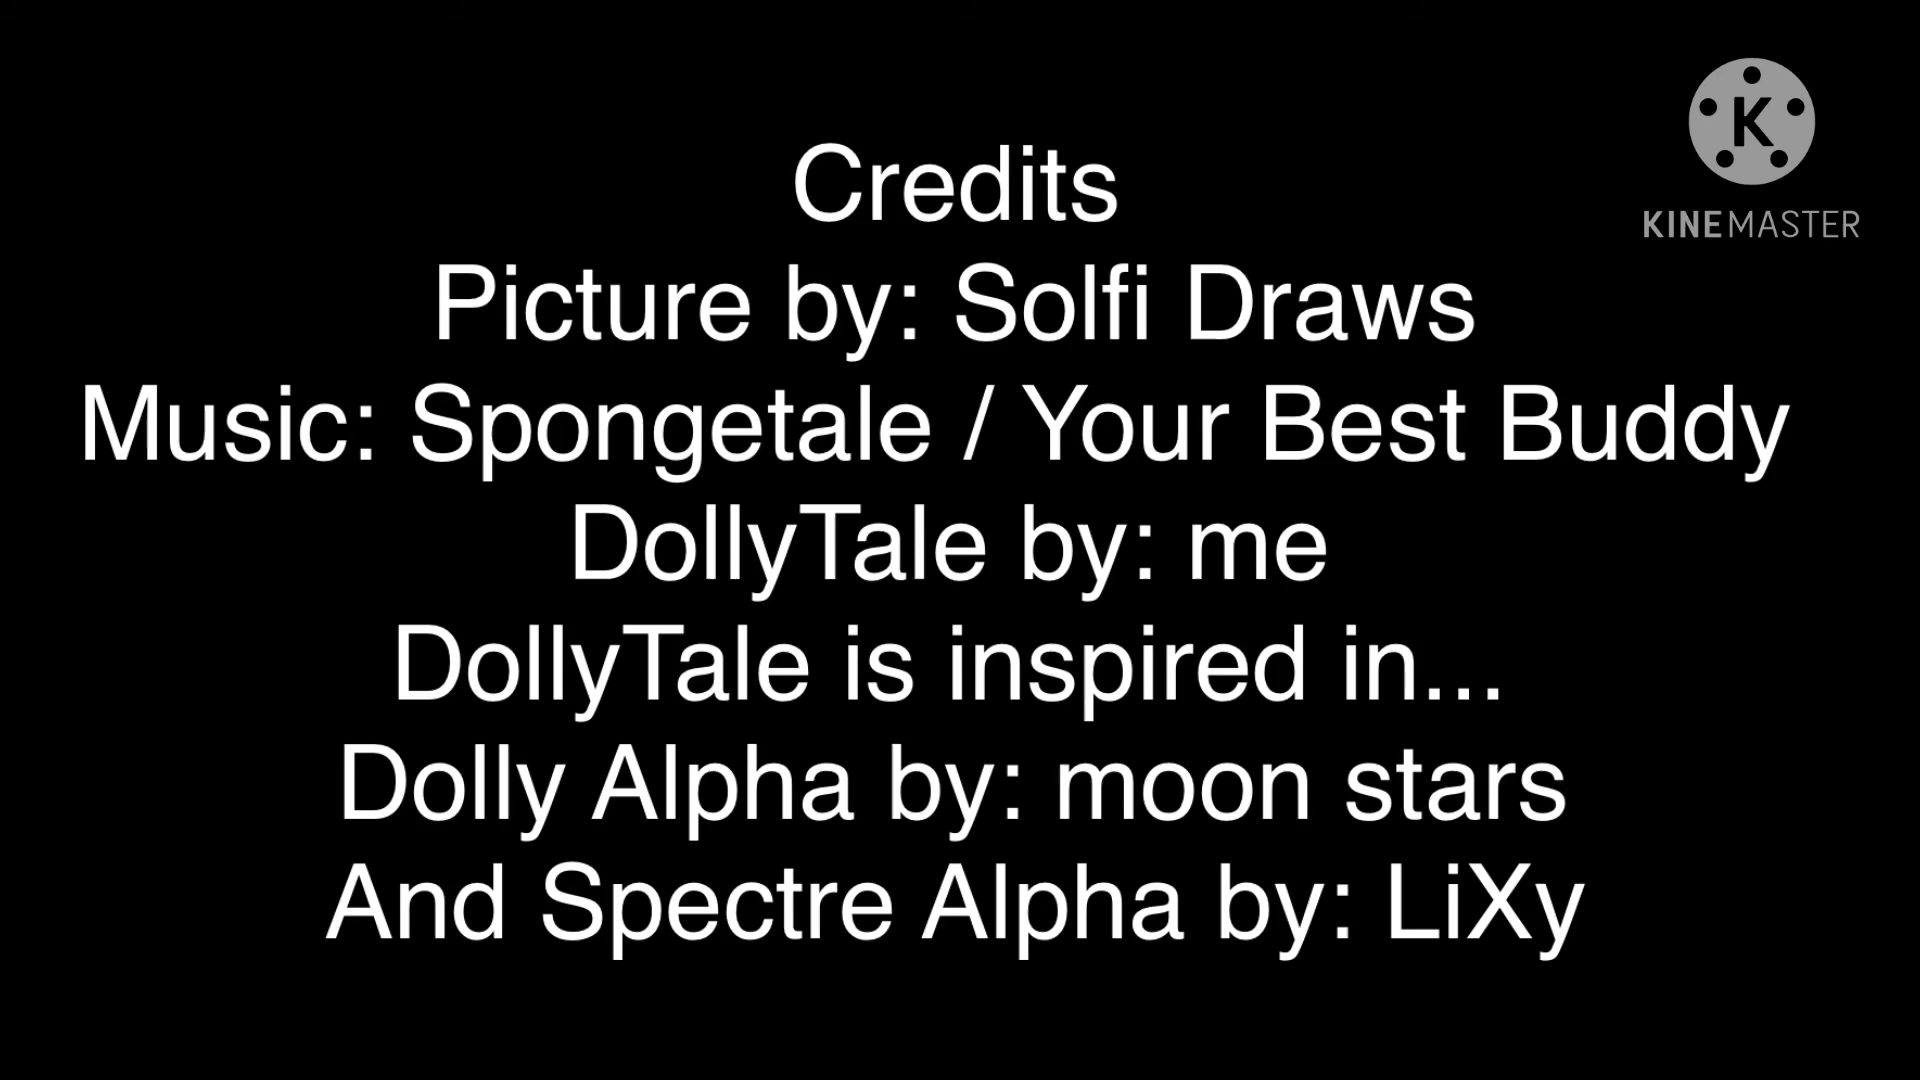 K
KINEMASTER
Credits
Picture by: Solfi Draws
Music: Spongetale / Your Best Buddy
DollyTale by: me
DollyTale is inspired in...
Dolly Alpha by: moon stars
And Spectre Alpha by: LiXy